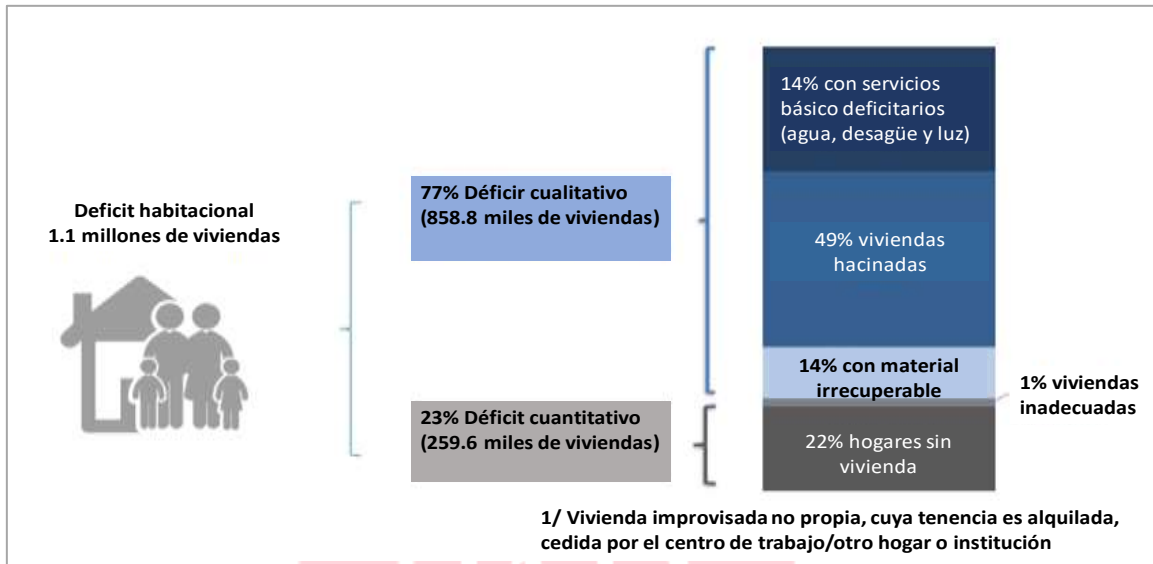 Deficit habitacional
1.1 millones de viviendas
77% Déficir cualitativo
(858.8 miles de viviendas)
23% Déficit cuantitativo
(259.6 miles de viviendas)
14% con servicios
básico deficitarios
(agua, desagüe y luz)
49% viviendas
hacinadas
14% con material
irrecuperable
1% viviendas
inadecuadas
22% hogares sin
vivienda
1/ Vivienda improvisada no propia, cuya tenencia es alquilada,
cedida por el centro de trabajo/otro hogar o institución